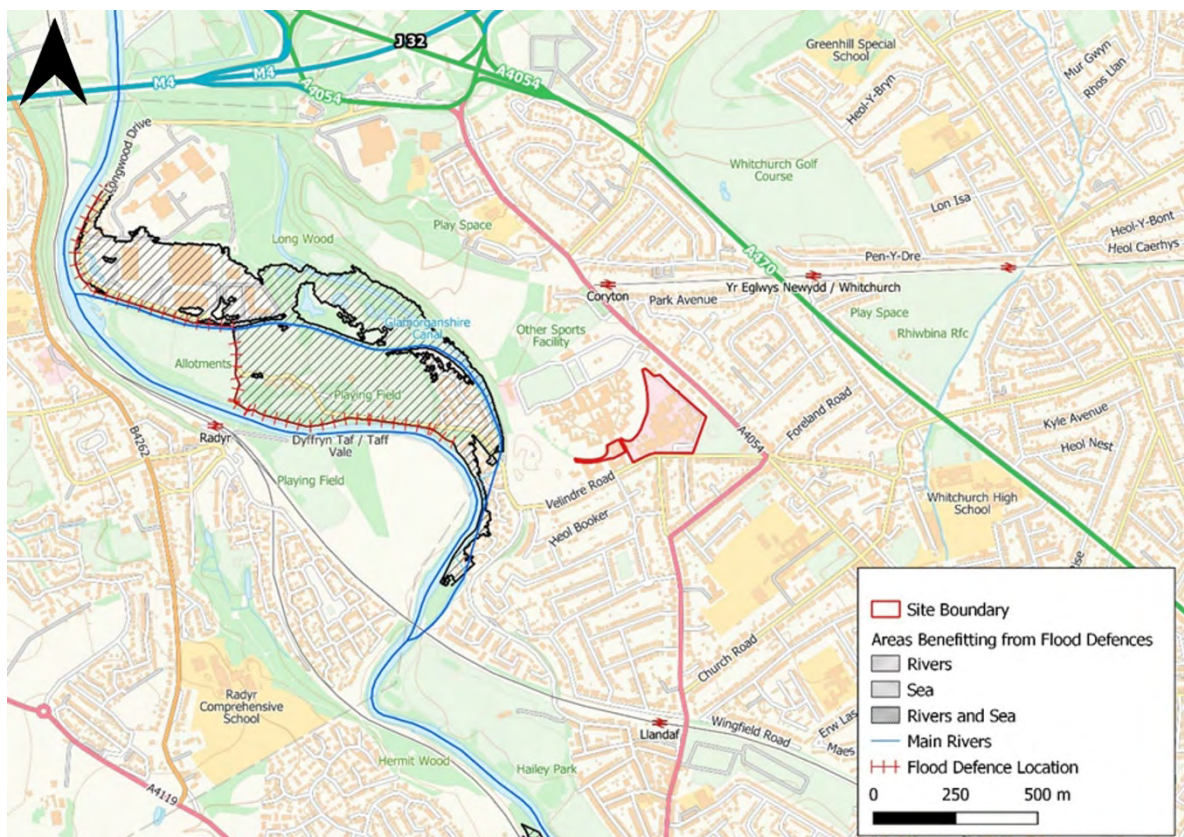 J 32
M4
M4
A4054
A4054
Greenhill Special
School
Mur Gwyn
Rhos Llan
Heol-Y-Bryn
Longwood Drive
Whitchurch Golf
Course
Lon Isa
Play Space
Long Wood
Heol-Y-Bont
Heol Caerhys
Pen-Y-Dre
A470
Coryton
Park Avenue
Yr Eglwys Newydd / Whitchurch
Play Space
Glamorganshire
Canal
Other Sports
Facility
Rhiwbina Rfc
Allotments
Playing Field
Foreland Road
Kyle Avenue
Radyr
B4262
Dyffryn Taf / Taff
Vale
A4054
Heol Nest
Playing Field
Velindre Road
Whitchurch High
School
Heol Booker
Church Road
Radyr
Comprehensive
School
Wingfield Road
Llandaf
Erw Las
Maes
Hermit Wood
Hailey Park
A4119
Site Boundary
Areas Benefitting from Flood Defences
Rivers
Sea
Rivers and Sea
Main Rivers
Flood Defence Location
0 250 500 m